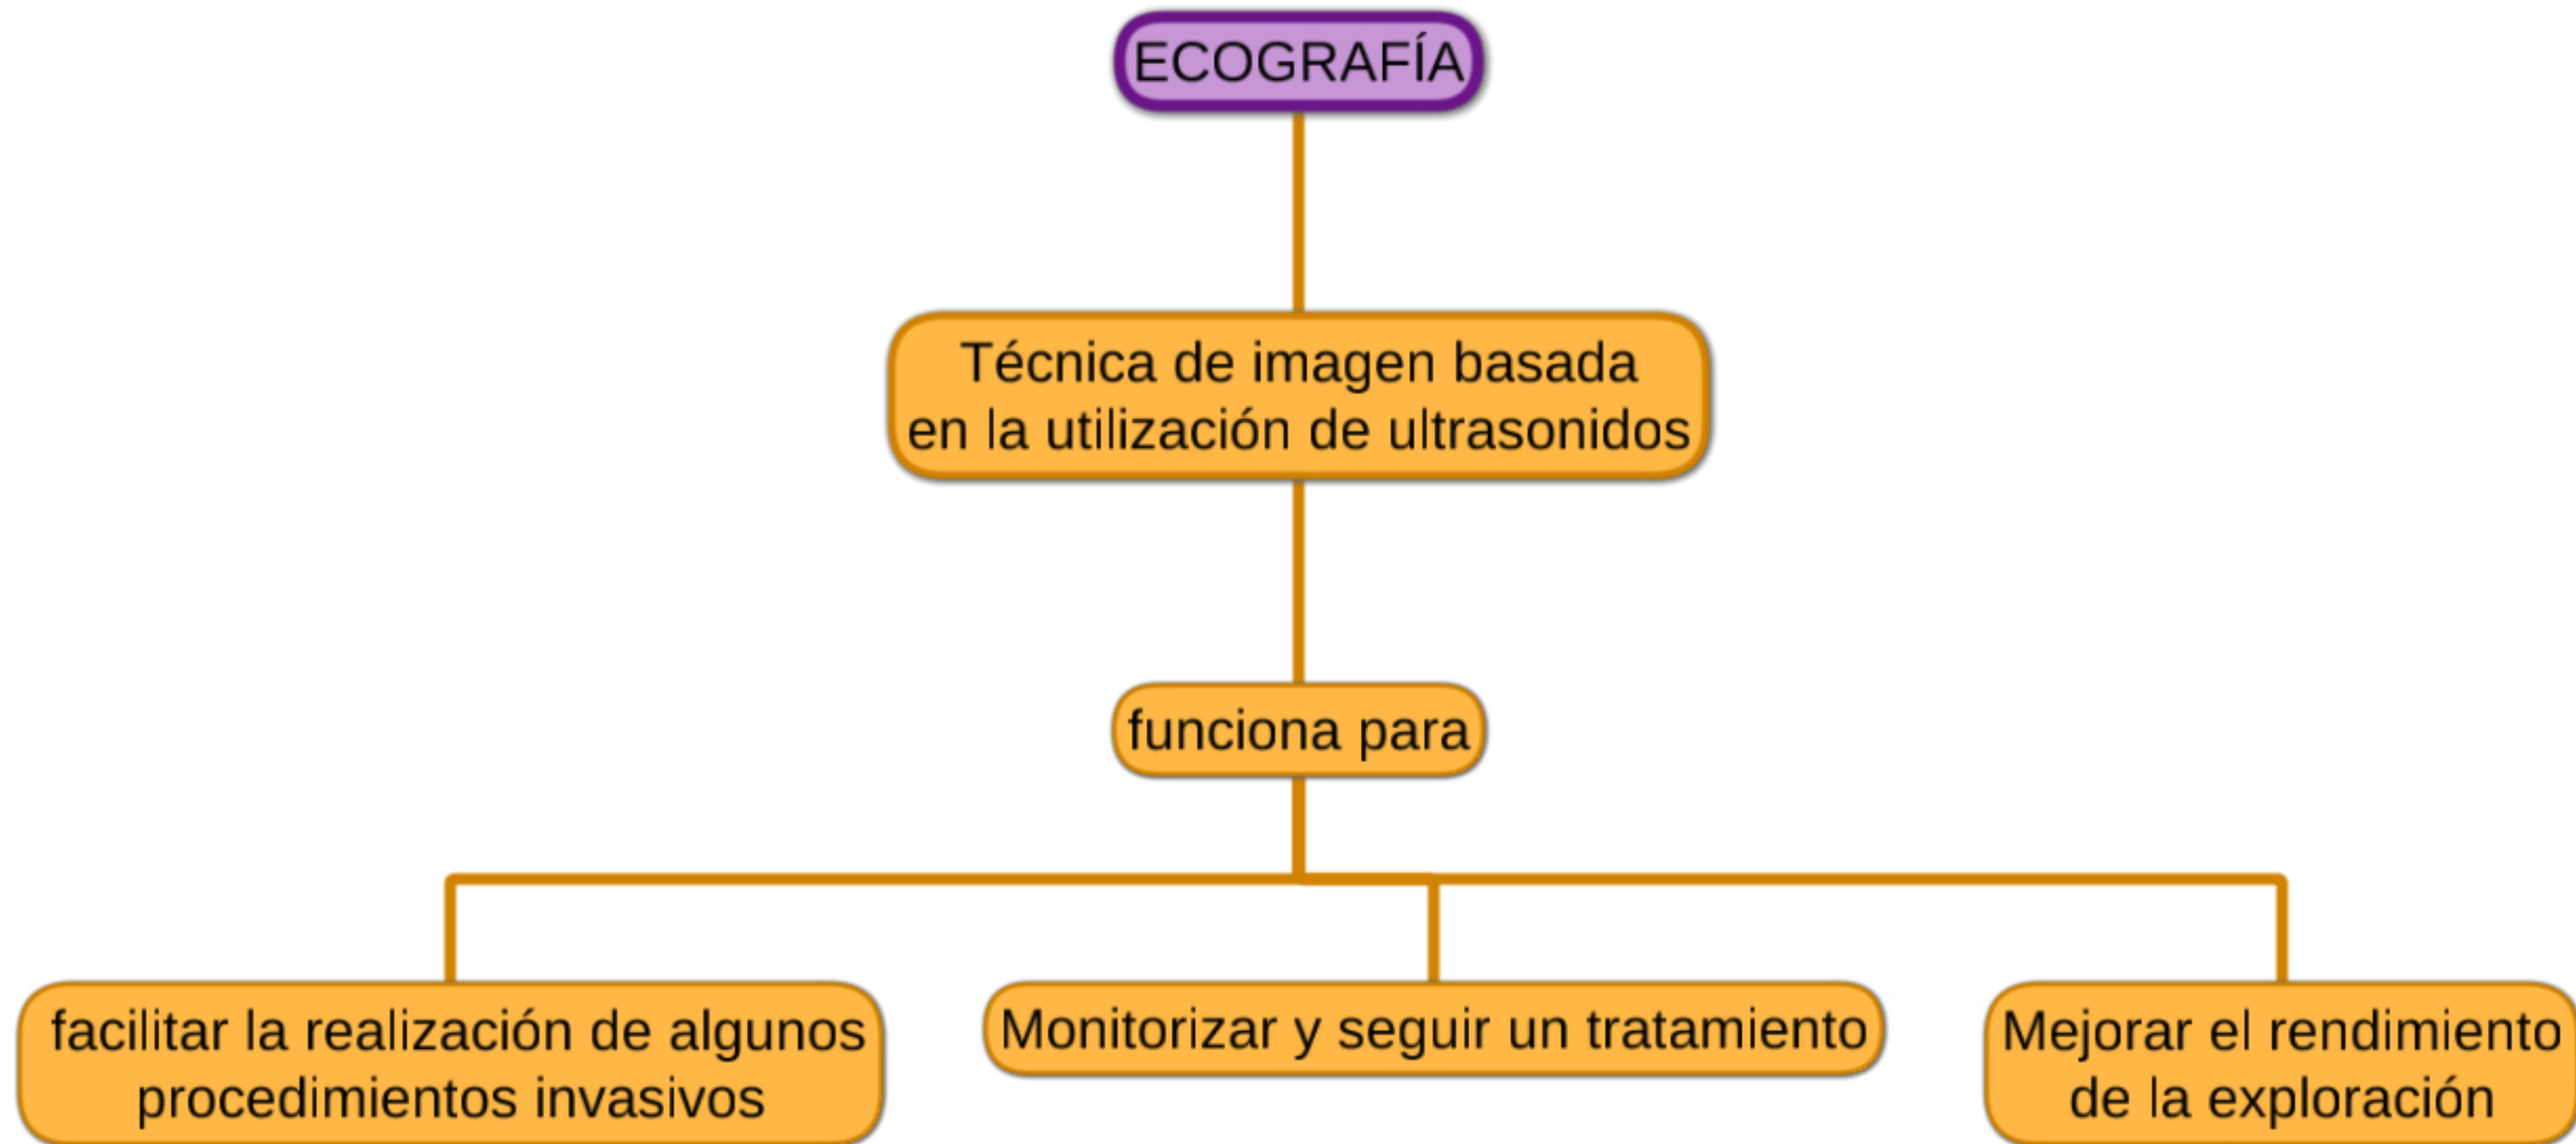 ECOGRAFÍA
Técnica de imagen basada
en la utilización de ultrasonidos
funciona para
facilitar la realización de algunos
procedimientos invasivos
Monitorizar y seguir un tratamiento
Mejorar el rendimiento
de la exploración